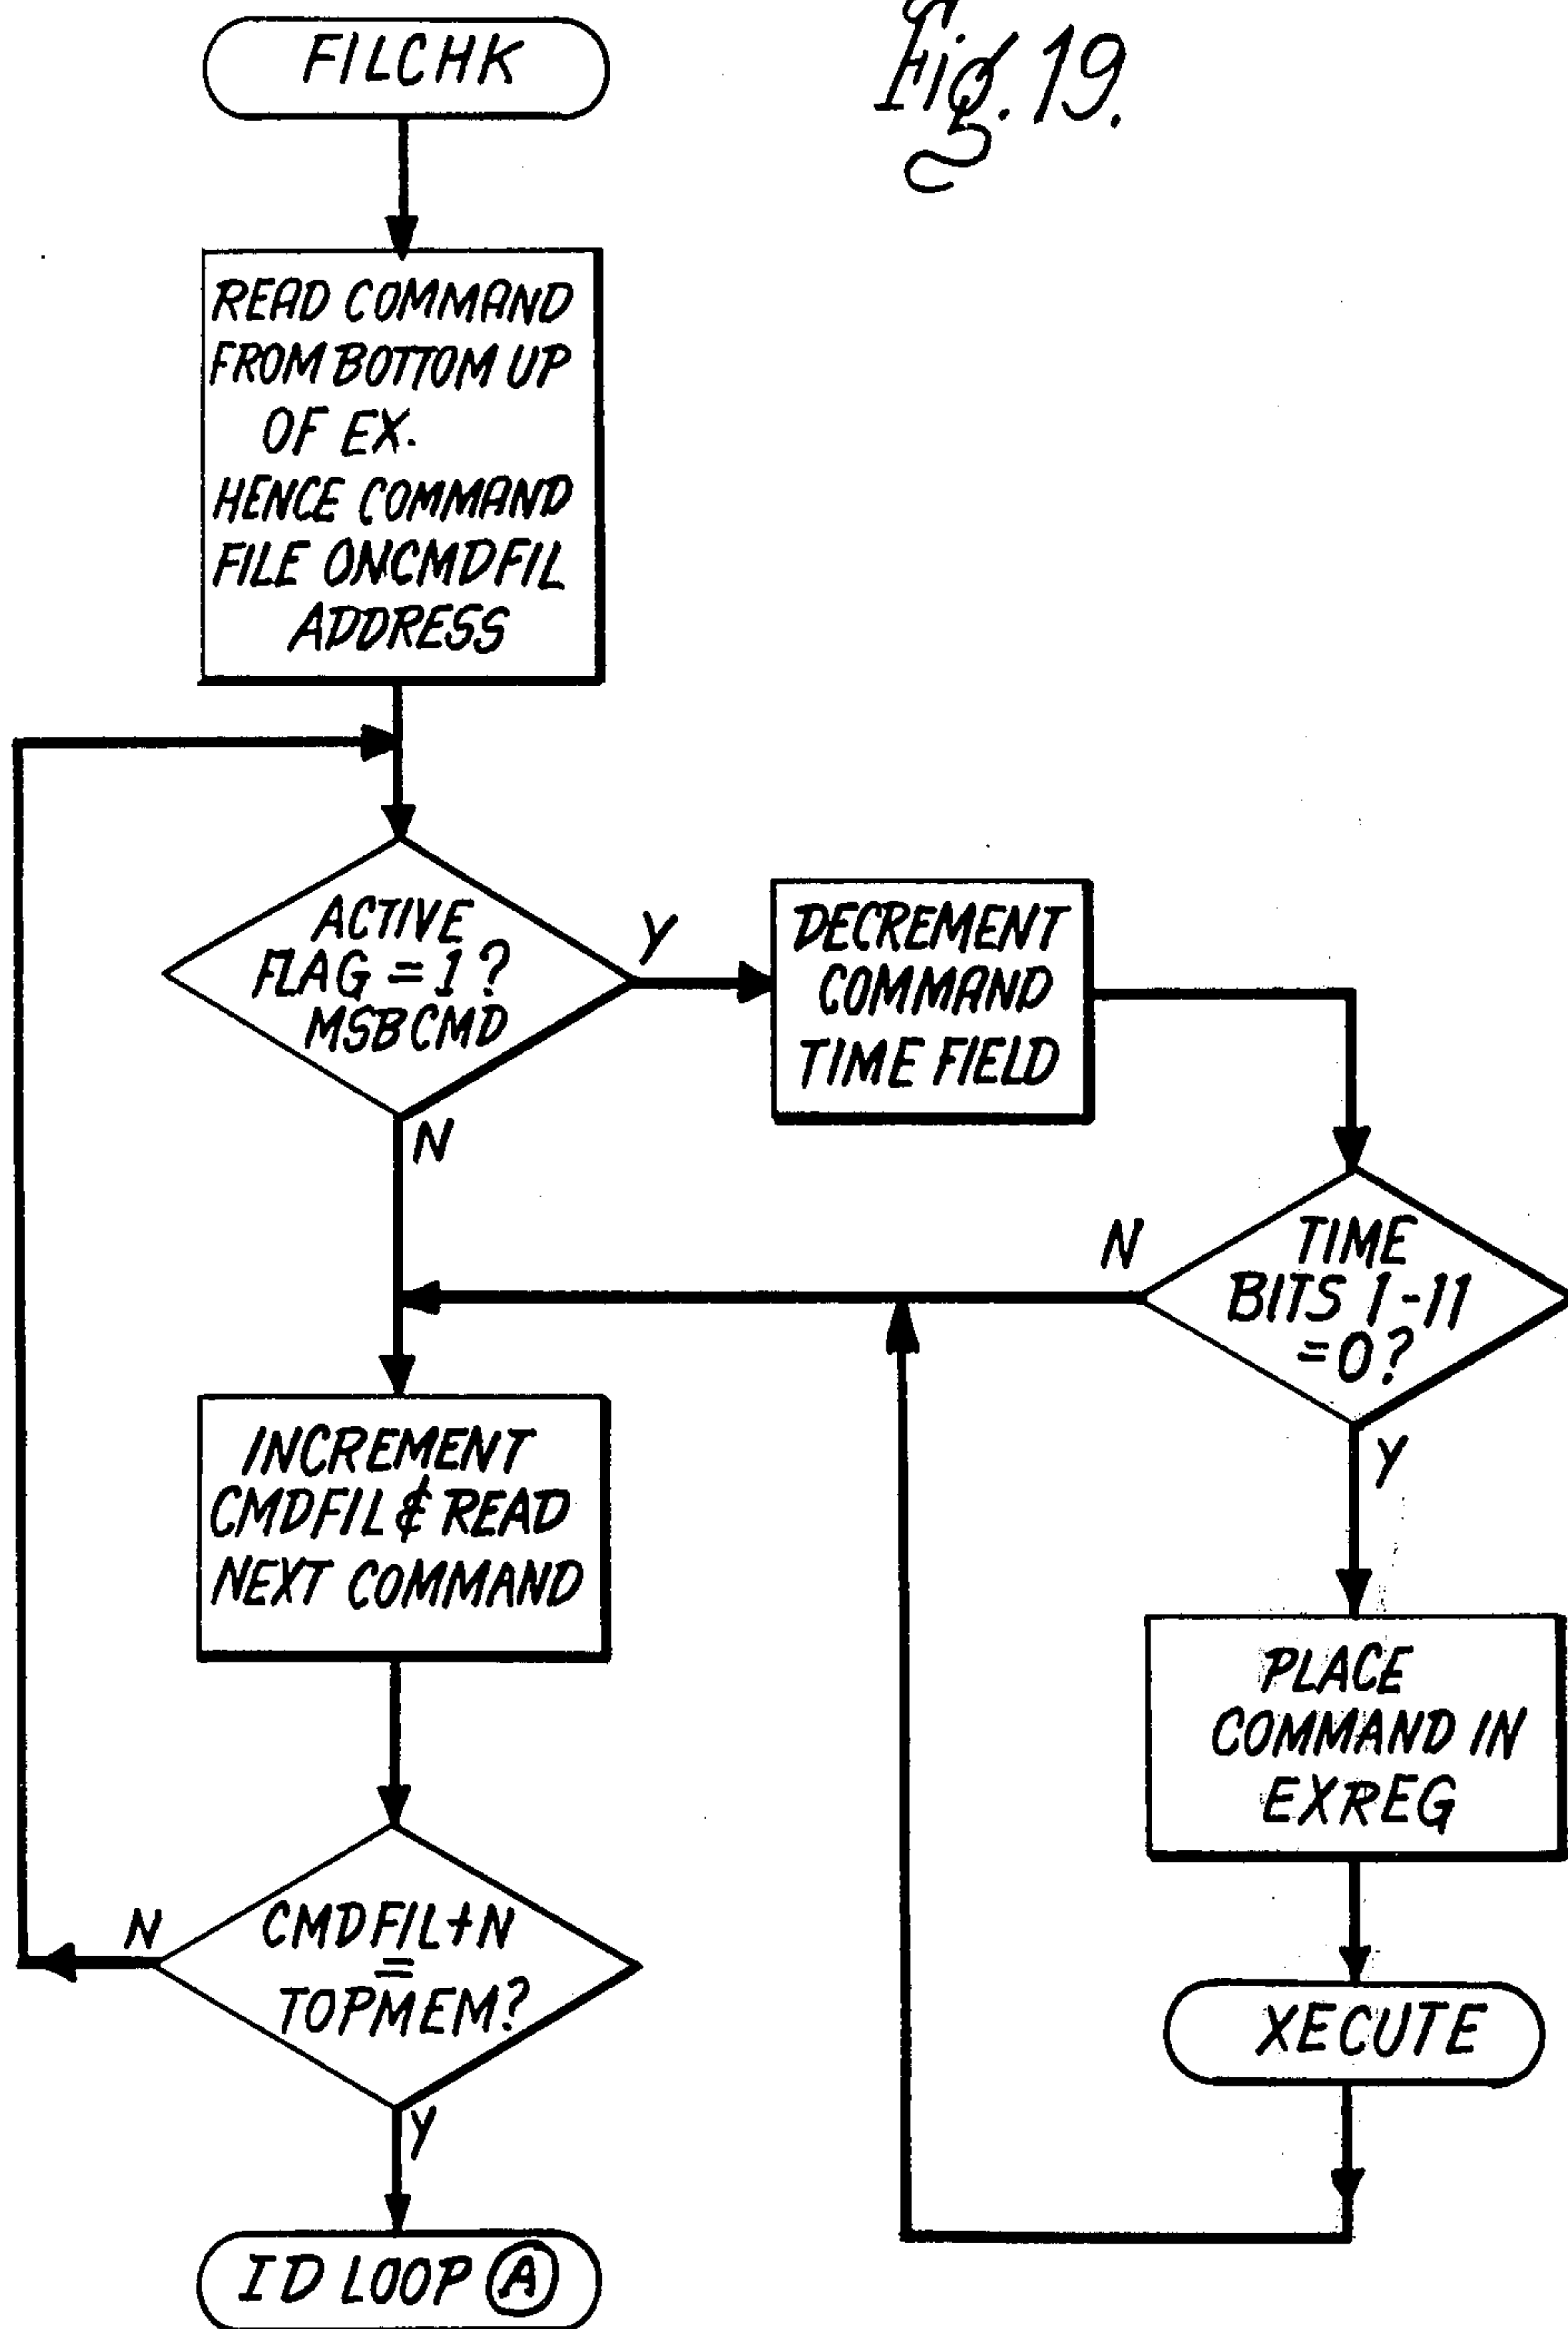 FILCHK
Fig. 19.
READ COMMAND
FROM BOTTOM UP
OF EX.
HENCE COMMAND
FILE ONCMDFIL
ADDRESS
ACTIVE
FLAG = 1 ?
MSBCMD
Y
N
DECREMENT
COMMAND
TIME FIELD
TIME
BITS 1-11
=0?
N
Y
INCREMENT
CMDFIL & READ
NEXT COMMAND
PLACE
COMMAND IN
EXREG
CMDFIL+N
=
TOPMEM?
N
Y
XECUTE
ID LOOP A